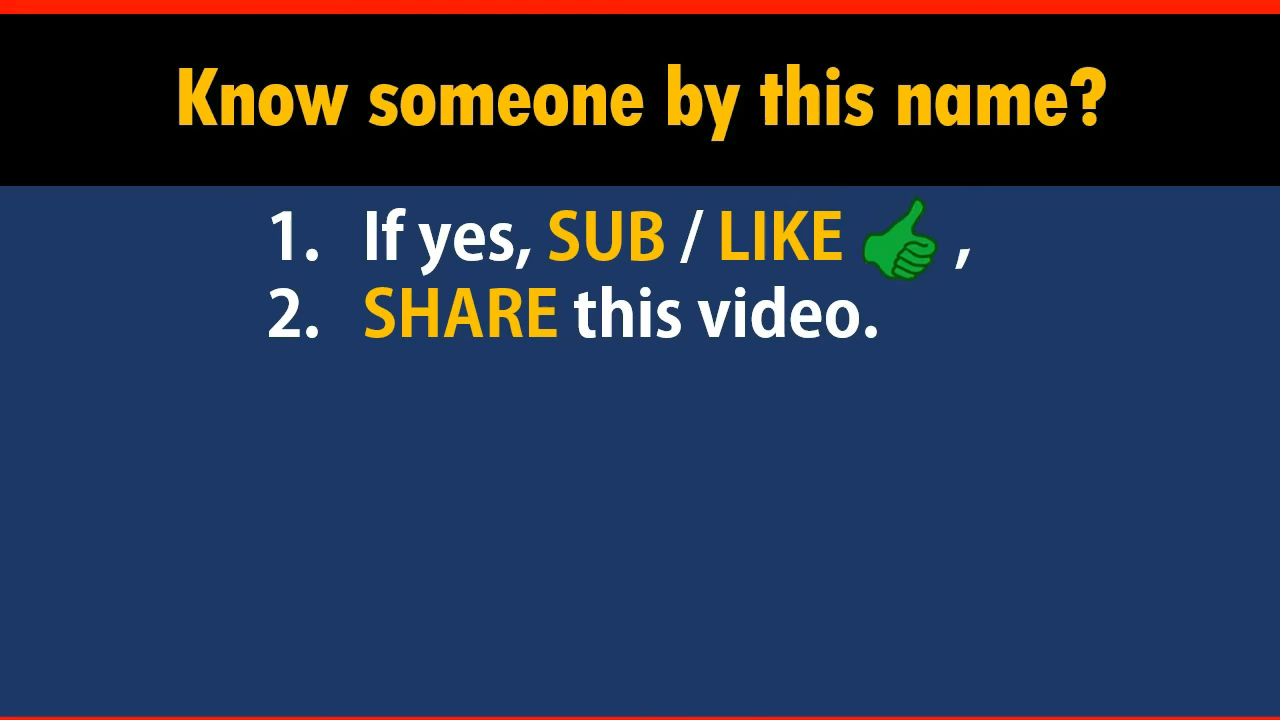 Know someone by this name?
1. If yes, SUB / LIKE ,
2. SHARE this video.